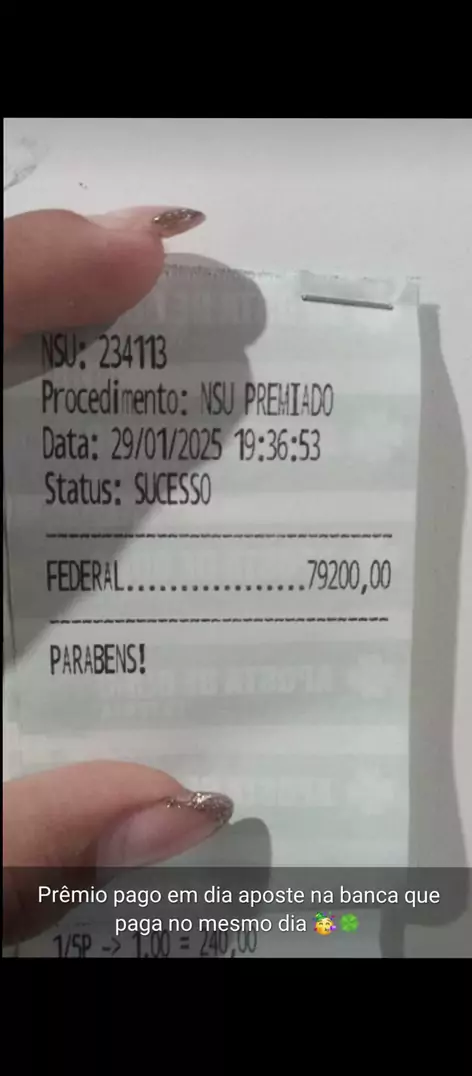 NSU: 234113
Procedimento: NSU PREMIADO
Data: 29/01/2025 19:36:53
Status: SUCESSO
--------------------------------
FEDERAL.................79200,00
--------------------------------
PARABENS!
Prêmio pago em dia aposte na banca que
paga no mesmo dia 🥳🍀
1/5P -> 1.00 = 240,00